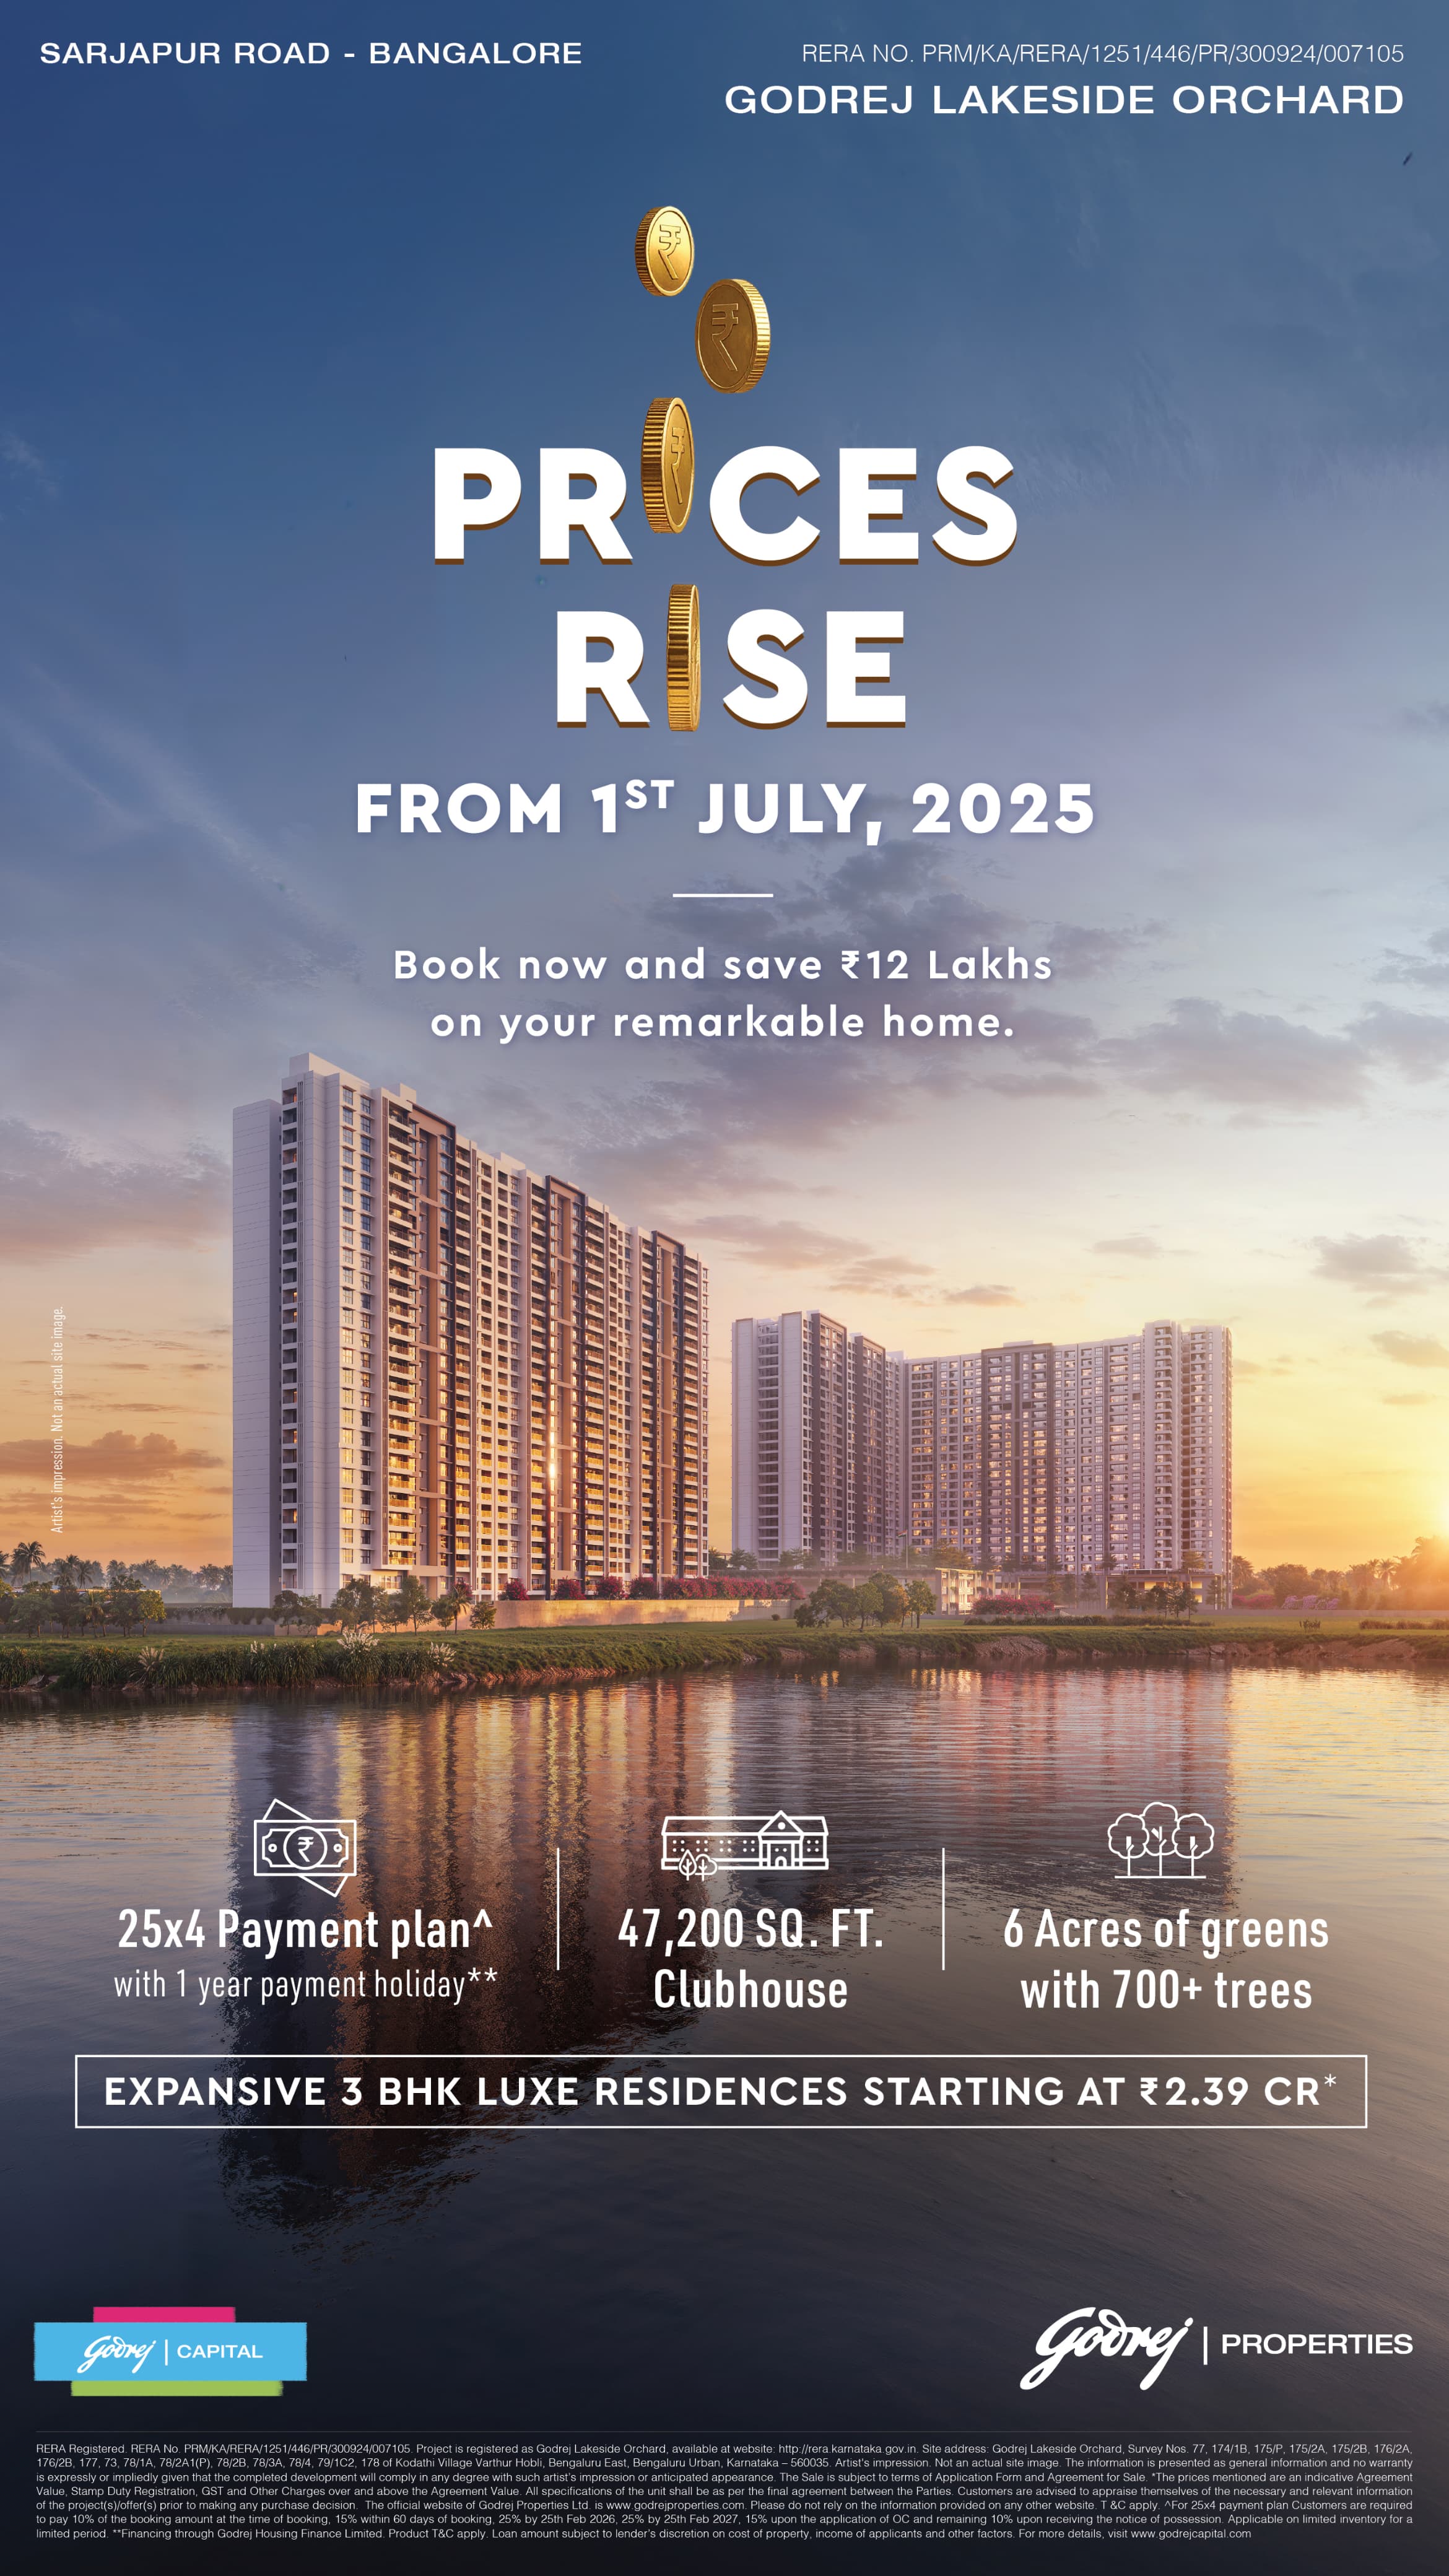 SARJAPUR ROAD - BANGALORE
RERA NO. PRM/KA/RERA/1251/446/PR/300924/007105
GODREJ LAKESIDE ORCHARD
PRICES
RISE
FROM 1ST JULY, 2025
Book now and save ₹12 Lakhs
on your remarkable home.
Artist's impression. Not an actual site image.
25x4 Payment plan^
with 1 year payment holiday**
47,200 SQ. FT.
Clubhouse
6 Acres of greens
with 700+ trees
EXPANSIVE 3 BHK LUXE RESIDENCES STARTING AT ₹2.39 CR*
Godrej | CAPITAL
Godrej | PROPERTIES
RERA Registered. RERA No. PRM/KA/RERA/1251/446/PR/300924/007105. Project is registered as Godrej Lakeside Orchard, available at website: http://rera.karnataka.gov.in. Site address: Godrej Lakeside Orchard, Survey Nos. 77, 174/1B, 175/P, 175/2A, 175/2B, 176/2A,
176/2B, 177, 73, 78/1A, 78/2A1(P), 78/2B, 78/3A, 78/4, 79/1C2, 178 of Kodathi Village Varthur Hobli, Bengaluru East, Bengaluru Urban, Karnataka – 560035. Artist's impression. Not an actual site image. The information is presented as general information and no warranty
is expressly or impliedly given that the completed development will comply in any degree with such artist's impression or anticipated appearance. The Sale is subject to terms of Application Form and Agreement for Sale. *The prices mentioned are an indicative Agreement
Value, Stamp Duty Registration, GST and Other Charges over and above the Agreement Value. All specifications of the unit shall be as per the final agreement between the Parties. Customers are advised to appraise themselves of the necessary and relevant information
of the project(s)/offer(s) prior to making any purchase decision. The official website of Godrej Properties Ltd. is www.godrejproperties.com. Please do not rely on the information provided on any other website. T &C apply. ^For 25x4 payment plan Customers are required
to pay 10% of the booking amount at the time of booking, 15% within 60 days of booking, 25% by 25th Feb 2026, 25% by 25th Feb 2027, 15% upon the application of OC and remaining 10% upon receiving the notice of possession. Applicable on limited inventory for a
limited period. **Financing through Godrej Housing Finance Limited. Product T&C apply. Loan amount subject to lender's discretion on cost of property, income of applicants and other factors. For more details, visit www.godrejcapital.com